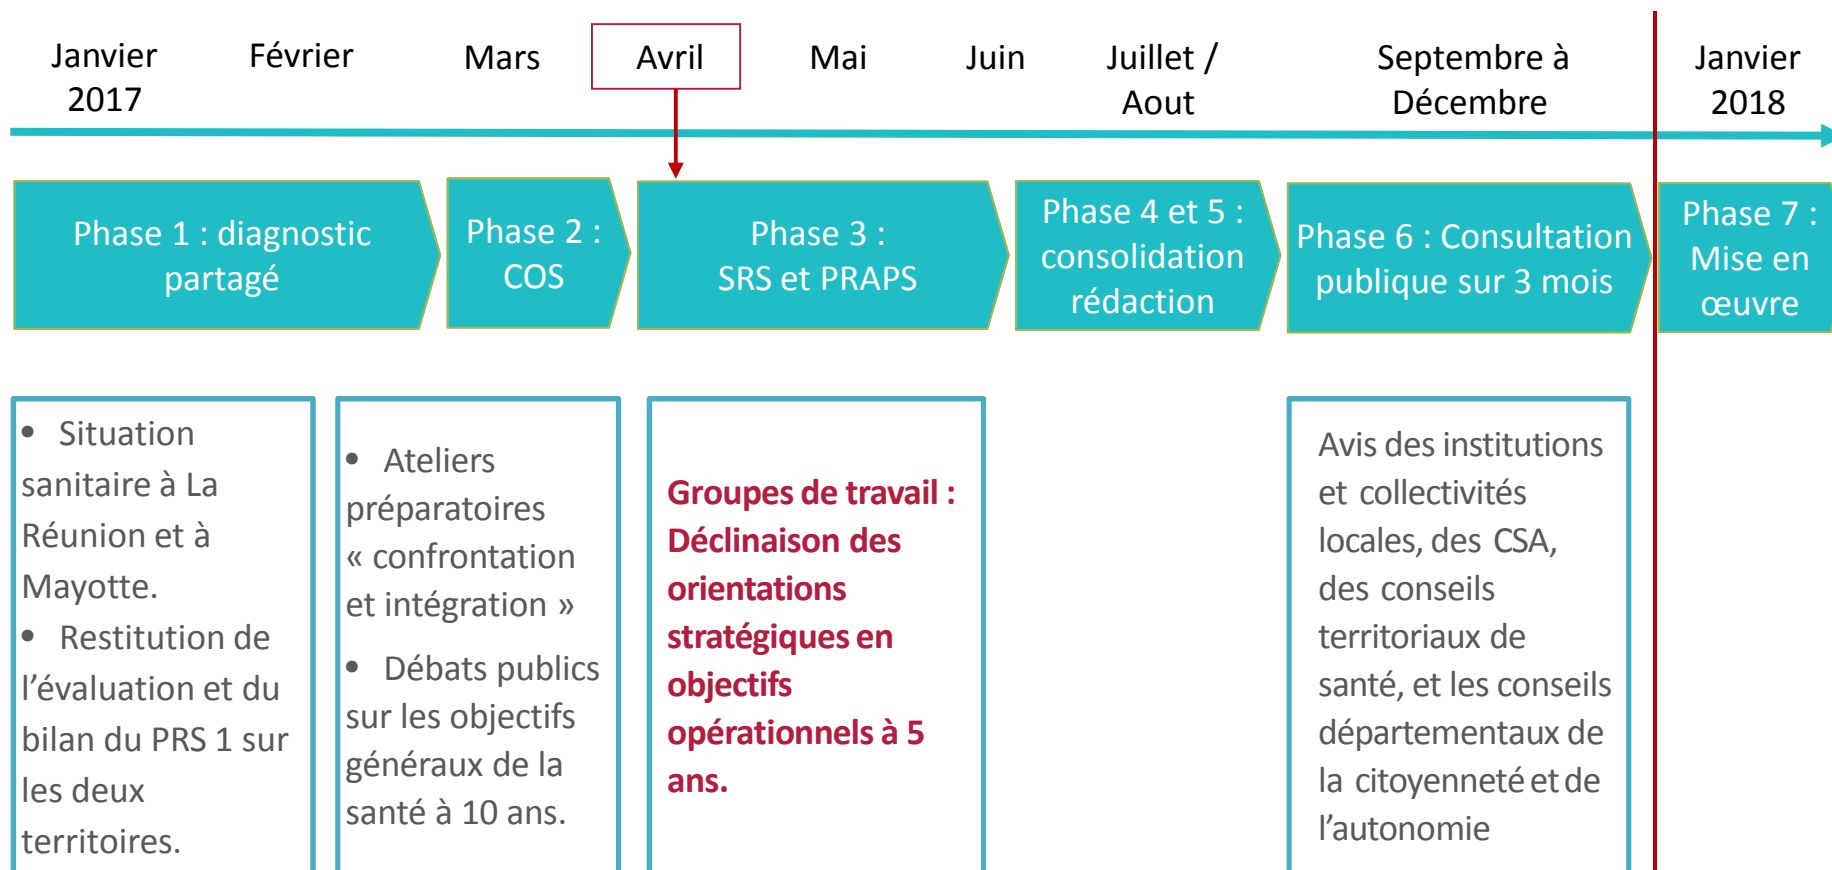 Janvier
2017
Février
Mars
Avril
Mai
Juin
Juillet /
Aout
Septembre à
Décembre
Janvier
2018
Phase 1 : diagnostic
partagé
Phase 2 :
COS
Phase 3 :
SRS et PRAPS
Phase 4 et 5 :
consolidation
rédaction
Phase 6 : Consultation
publique sur 3 mois
Phase 7 :
Mise en
œuvre
• Situation
sanitaire à La
Réunion et à
Mayotte.
• Restitution de
l’évaluation et du
bilan du PRS 1 sur
les deux
territoires.
• Ateliers
préparatoires
« confrontation
et intégration »
• Débats publics
sur les objectifs
généraux de la
santé à 10 ans.
Groupes de travail :
Déclinaison des
orientations
stratégiques en
objectifs
opérationnels à 5
ans.
Avis des institutions
et collectivités
locales, des CSA,
des conseils
territoriaux de
santé, et les conseils
départementaux de
la citoyenneté et de
l’autonomie